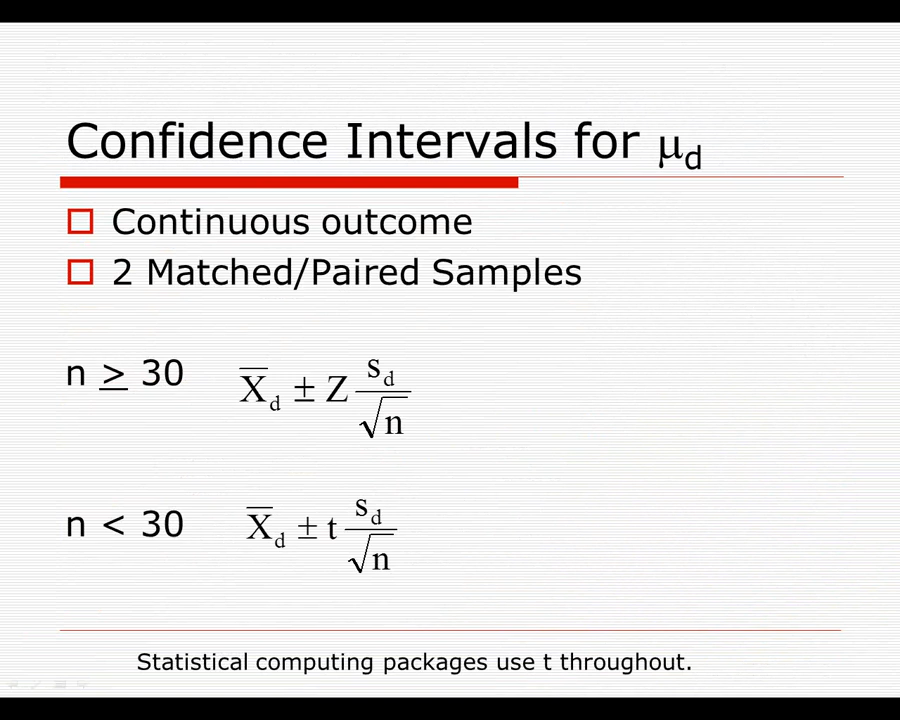 Confidence Intervals for μd
Continuous outcome
2 Matched/Paired Samples
n ≥ 30 X̅d ± Z sd/√n
n < 30 X̅d ± t sd/√n
Statistical computing packages use t throughout.